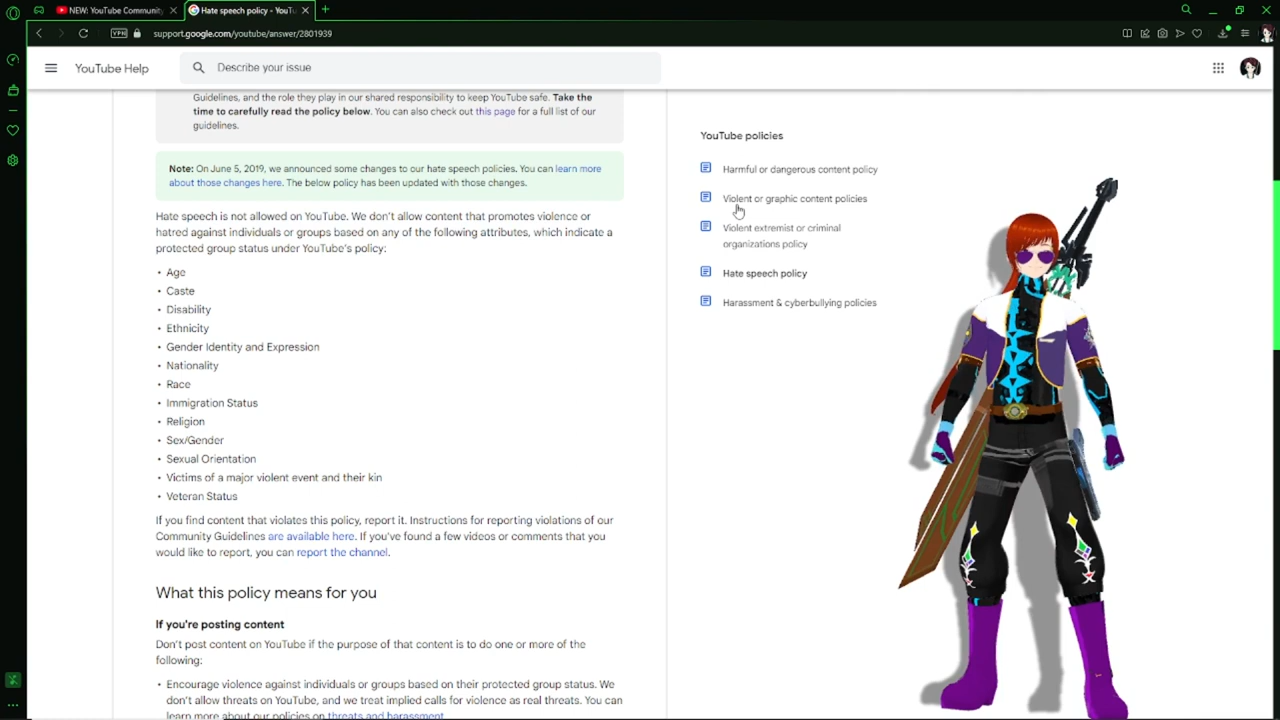 NEW: YouTube Community
Hate speech policy - YouTu
VPN
support.google.com/youtube/answer/2801939
YouTube Help
Describe your issue
Guidelines, and the role they play in our shared responsibility to keep YouTube safe. Take the
time to carefully read the policy below. You can also check out this page for a full list of our
guidelines.
Note: On June 5, 2019, we announced some changes to our hate speech policies. You can learn more
about those changes here. The below policy has been updated with those changes.
Hate speech is not allowed on YouTube. We don't allow content that promotes violence or
hatred against individuals or groups based on any of the following attributes, which indicate a
protected group status under YouTube's policy:
• Age
• Caste
• Disability
• Ethnicity
• Gender Identity and Expression
• Nationality
• Race
• Immigration Status
• Religion
• Sex/Gender
• Sexual Orientation
• Victims of a major violent event and their kin
• Veteran Status
If you find content that violates this policy, report it. Instructions for reporting violations of our
Community Guidelines are available here. If you've found a few videos or comments that you
would like to report, you can report the channel.
What this policy means for you
If you're posting content
Don't post content on YouTube if the purpose of that content is to do one or more of the
following:
• Encourage violence against individuals or groups based on their protected group status. We
don't allow threats on YouTube, and we treat implied calls for violence as real threats. You can
learn more about our policies on threats and harassment.
YouTube policies
Harmful or dangerous content policy
Violent or graphic content policies
Violent extremist or criminal
organizations policy
Hate speech policy
Harassment & cyberbullying policies